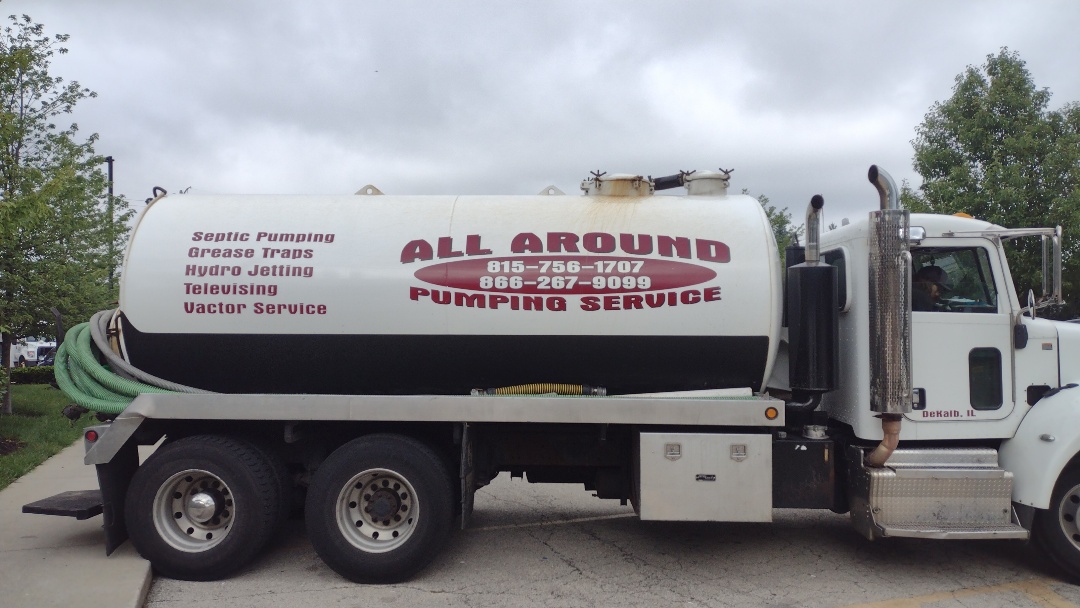 Septic Pumping
Grease Traps
Hydro Jetting
Televising
Vactor Service
ALL AROUND
815-756-1707
866-267-9099
PUMPING SERVICE
DeKalb, IL